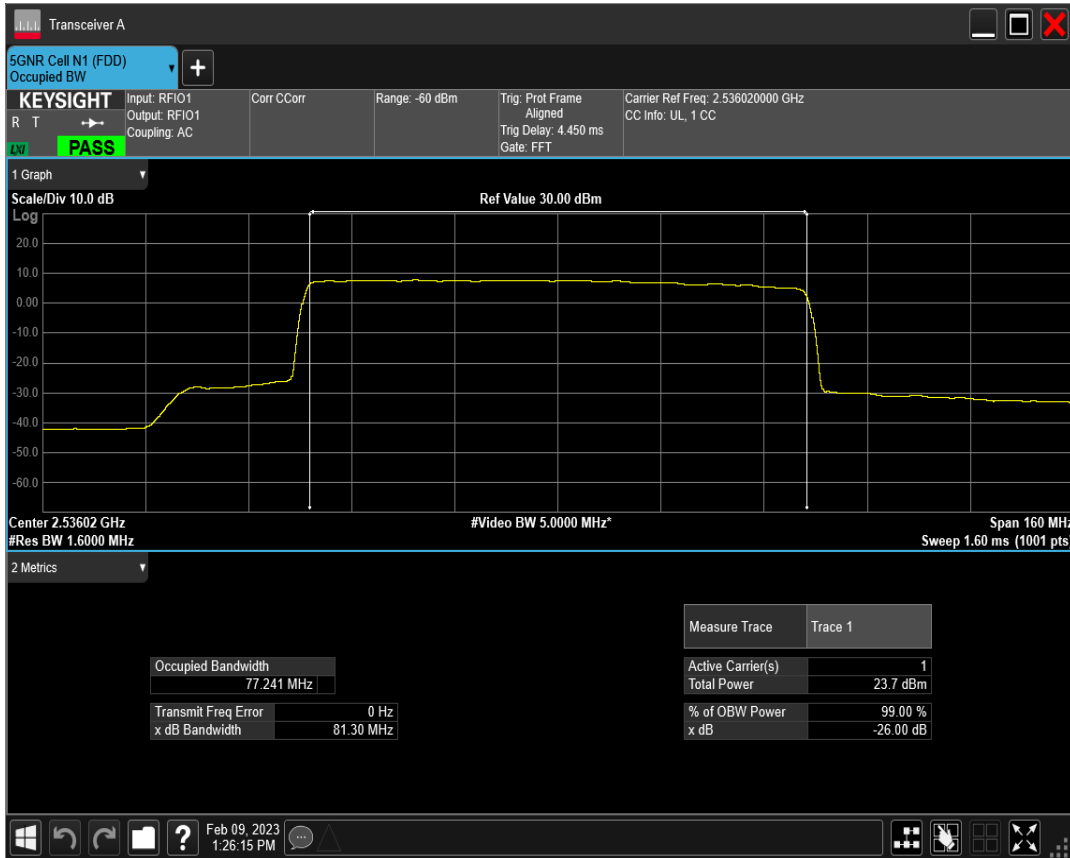 Transceiver A
5GNR Cell N1 (FDD)
Occupied BW
+
KEYSIGHT
R T
LXI
PASS
Input: RFIO1
Output: RFIO1
Coupling: AC
Corr CCorr
Range: -60 dBm
Trig: Prot Frame
Aligned
Trig Delay: 4.450 ms
Gate: FFT
Carrier Ref Freq: 2.536020000 GHz
CC Info: UL, 1 CC
1 Graph
Scale/Div 10.0 dB
Ref Value 30.00 dBm
Log
20.0
10.0
0.00
-10.0
-20.0
-30.0
-40.0
-50.0
-60.0
Center 2.53602 GHz
#Video BW 5.0000 MHz*
Span 160 MHz
#Res BW 1.6000 MHz
Sweep 1.60 ms (1001 pts)
2 Metrics
Measure Trace Trace 1
Occupied Bandwidth
77.241 MHz
Active Carrier(s) 1
Total Power 23.7 dBm
Transmit Freq Error 0 Hz
x dB Bandwidth 81.30 MHz
% of OBW Power 99.00 %
x dB -26.00 dB
?
Feb 09, 2023
1:26:15 PM